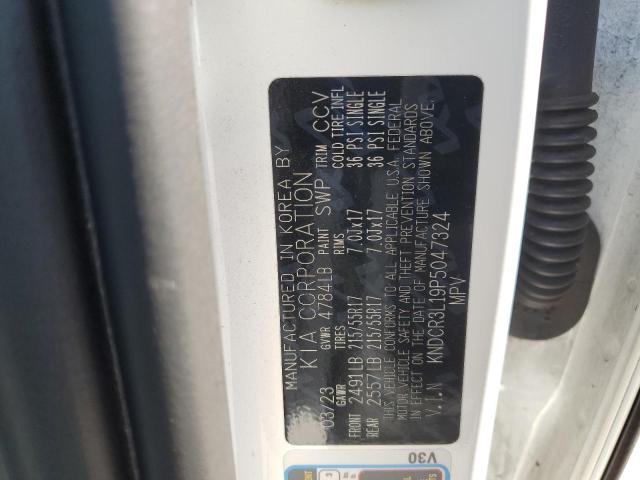 MANUFACTURED IN KOREA BY
KIA CORPORATION
03/23 GVWR 4784LB PAINT SWP TRIM CCV
GAWR TIRES RIMS COLD TIRE INFL
FRONT 2491LB 215/55R17 7.0Jx17 36 PSI SINGLE
REAR 2557LB 215/55R17 7.0Jx17 36 PSI SINGLE
THIS VEHICLE CONFORMS TO ALL APPLICABLE U.S.A. FEDERAL
MOTOR VEHICLE SAFETY AND THEFT PREVENTION STANDARDS
IN EFFECT ON THE DATE OF MANUFACTURE SHOWN ABOVE.
V.I.N KNDCR3L19P5047324
MPV
V30